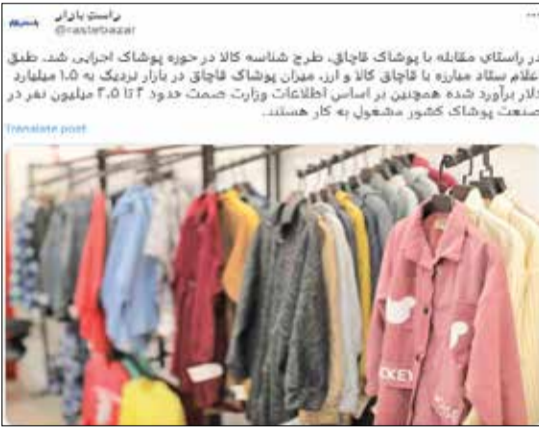 راست بازار
@rastebazar
در راستای مقابله با پوشاک قاچاق، طرح شناسه کالا در حوزه پوشاک اجرایی شد. طبق
علام ستاد مبارزه با قاچاق کالا و ارز، میزان پوشاک قاچاق در بازار نزدیک به ۱.۵ میلیارد
دلار برآورد شده همچنین بر اساس اطلاعات وزارت صمت حدود ۲ تا ۲.۵ میلیون نفر در
صنعت پوشاک کشور مشغول به کار هستند.
Translate post